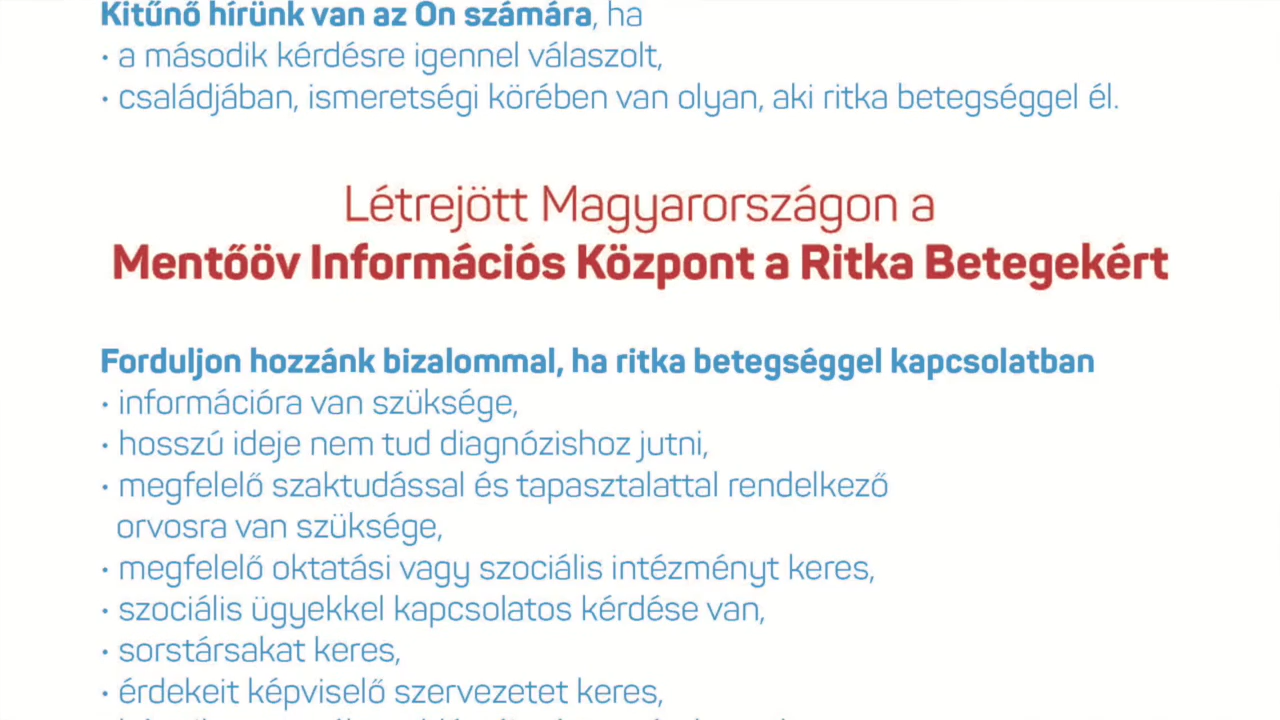 Kitűnő hírünk van az Ön számára, ha
• a második kérdésre igennel válaszolt,
• családjában, ismeretségi körében van olyan, aki ritka betegséggel él.
Létrejött Magyarországon a
Mentőöv Információs Központ a Ritka Betegekért
Forduljon hozzánk bizalommal, ha ritka betegséggel kapcsolatban
• információra van szüksége,
• hosszú ideje nem tud diagnózishoz jutni,
• megfelelő szaktudással és tapasztalattal rendelkező
orvosra van szüksége,
• megfelelő oktatási vagy szociális intézményt keres,
• szociális ügyekkel kapcsolatos kérdése van,
• sorstársakat keres,
• érdekeit képviselő szervezetet keres,